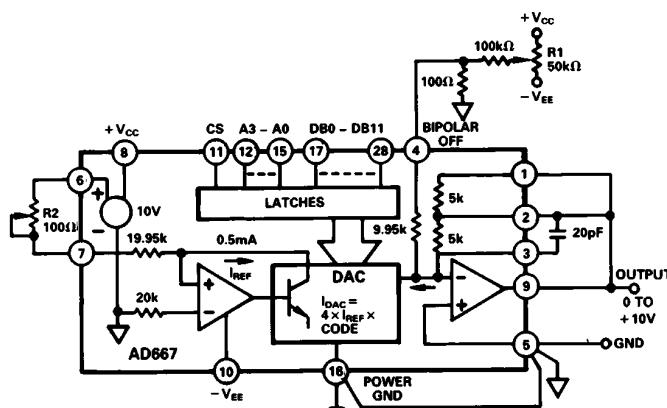 + VCC
100kΩ
R1
50kΩ
100Ω
– VEE
+ VCC
CS A3 – A0 DB0 – DB11 BIPOLAR OFF
8
11
12
15
17
28
4
6
+
10V
–
R2
100Ω
7
LATCHES
9.95k
5k
5k
1
2
3
20pF
19.95k
0.5mA
IREF
+
–
20k
DAC
IDAC =
4 × IREF ×
CODE
–
+
9
OUTPUT
0 TO
+ 10V
5
GND
AD667
10
– VEE
16
POWER
GND